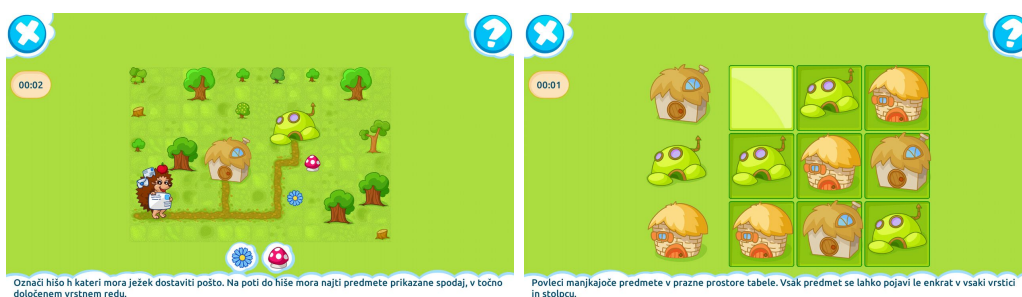 00:02
Označi hišo h kateri mora ježek dostaviti pošto. Na poti do hiše mora najti predmete prikazane spodaj, v točno
določenem vrstnem redu.
00:01
Povleci manjkajoče predmete v prazne prostore tabele. Vsak predmet se lahko pojavi le enkrat v vsaki vrstici
in stolpcu.